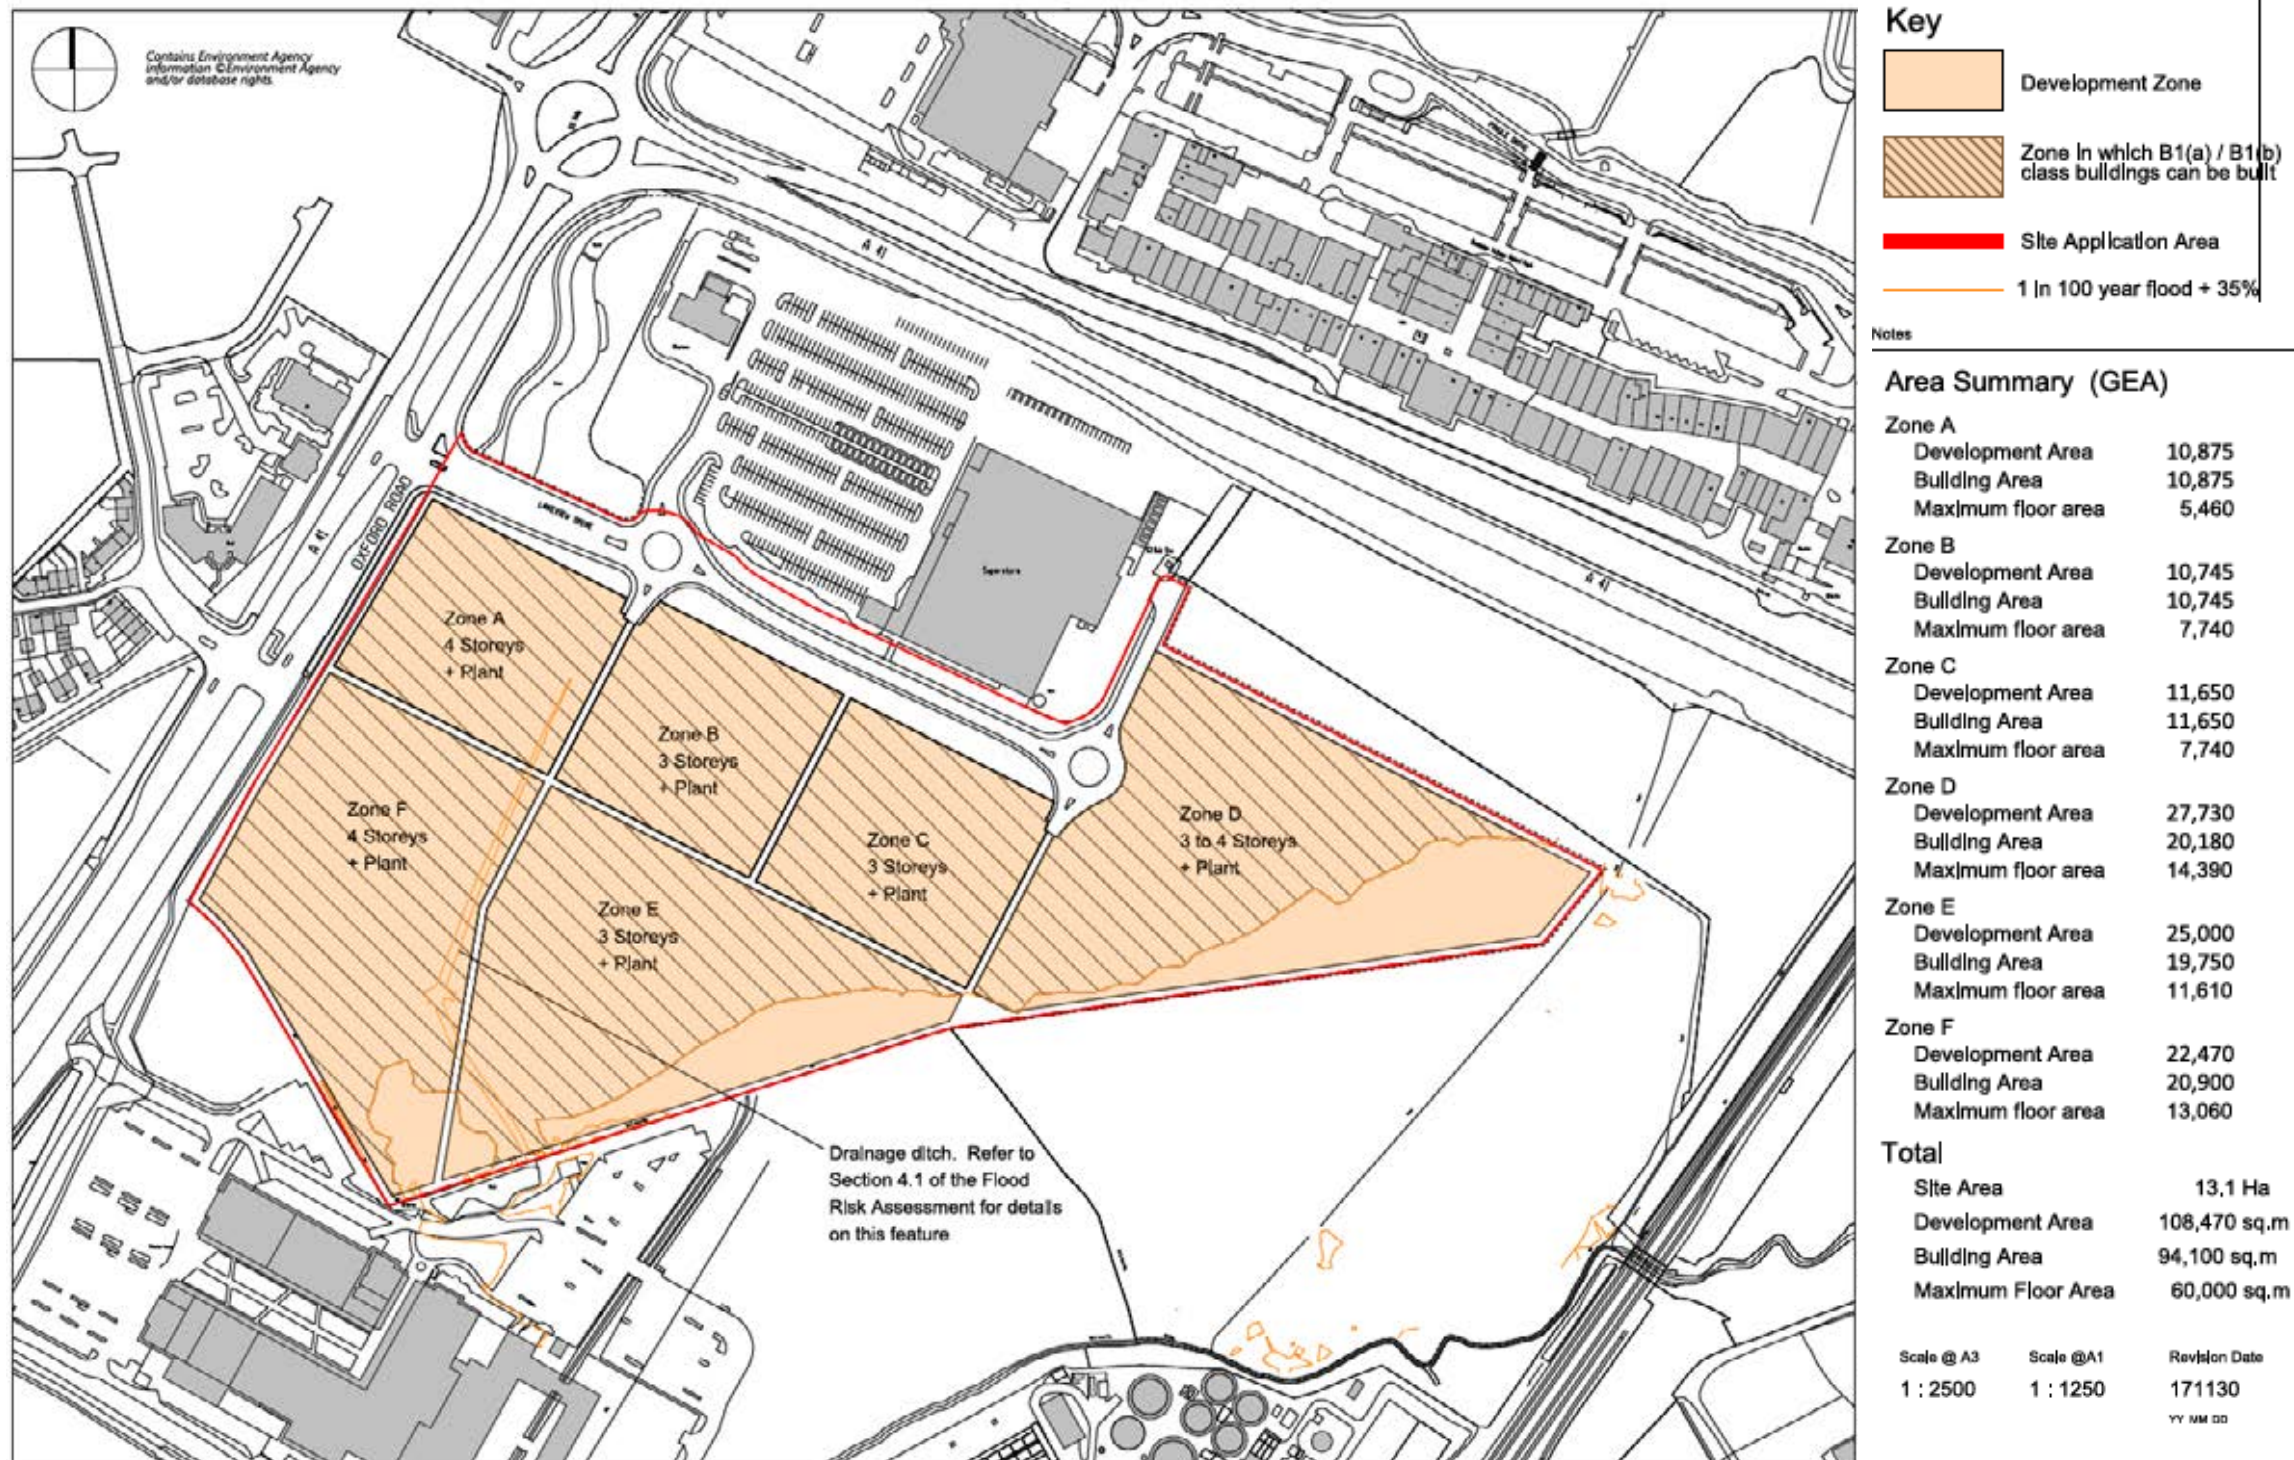 Contains Environment Agency
information ©Environment Agency
and/or database rights.
A 41
OXFORD ROAD
A 41
LAKEVIEW DRIVE
Superstore
A 41
Zone A
4 Storeys
+ Plant
Zone B
3 Storeys
+ Plant
Zone C
3 Storeys
+ Plant
Zone D
3 to 4 Storeys
+ Plant
Zone E
3 Storeys
+ Plant
Zone F
4 Storeys
+ Plant
Drainage ditch. Refer to
Section 4.1 of the Flood
Risk Assessment for details
on this feature
Key
Development Zone
Zone in which B1(a) / B1(b)
class buildings can be built
Site Application Area
1 in 100 year flood + 35%
Notes
Area Summary (GEA)
Zone A
Development Area 10,875
Building Area 10,875
Maximum floor area 5,460
Zone B
Development Area 10,745
Building Area 10,745
Maximum floor area 7,740
Zone C
Development Area 11,650
Building Area 11,650
Maximum floor area 7,740
Zone D
Development Area 27,730
Building Area 20,180
Maximum floor area 14,390
Zone E
Development Area 25,000
Building Area 19,750
Maximum floor area 11,610
Zone F
Development Area 22,470
Building Area 20,900
Maximum floor area 13,060
Total
Site Area 13.1 Ha
Development Area 108,470 sq.m
Building Area 94,100 sq.m
Maximum Floor Area 60,000 sq.m
Scale @ A3 Scale @A1 Revision Date
1 : 2500 1 : 1250 171130
YY MM DD